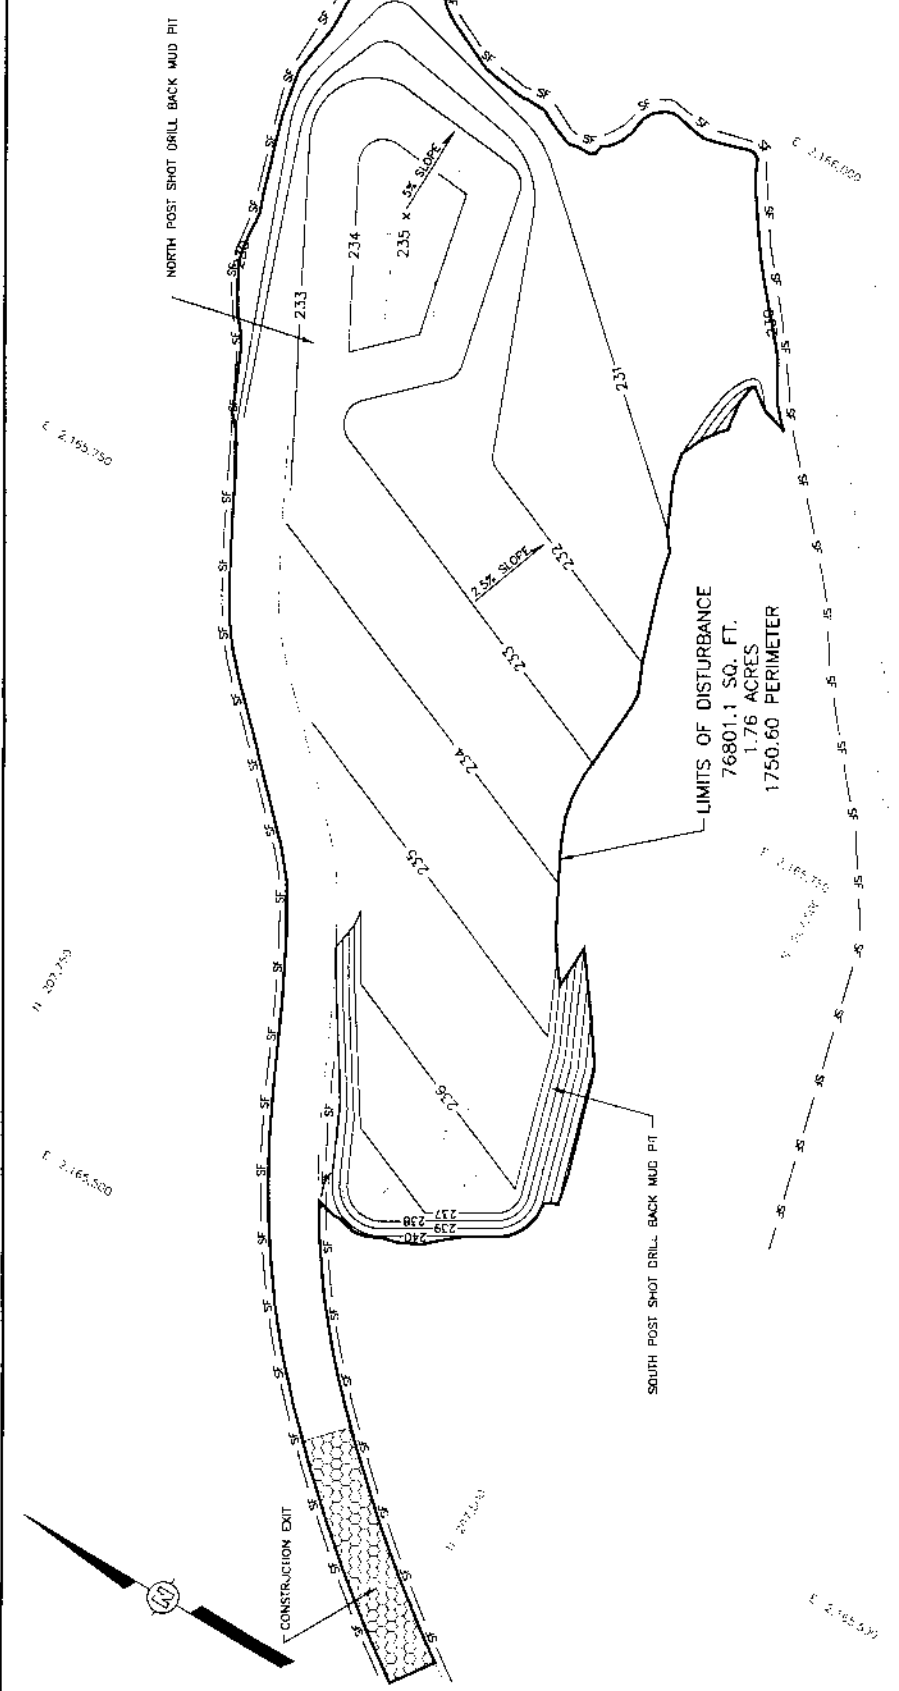 NORTH POST SHOT DRILL BACK MUD PIT
SF
230
233
234
235 x
5% SLOPE
231
230
232
2.5% SLOPE
233
234
235
236
237
238
239
240
LIMITS OF DISTURBANCE
76801.1 SQ. FT.
1.76 ACRES
1750.60 PERIMETER
SOUTH POST SHOT DRILL BACK MUD PIT
CONSTRUCTION EXIT
N
E 2,166,000
E 2,165,750
E 2,165,750
N 202,750
E 2,165,500